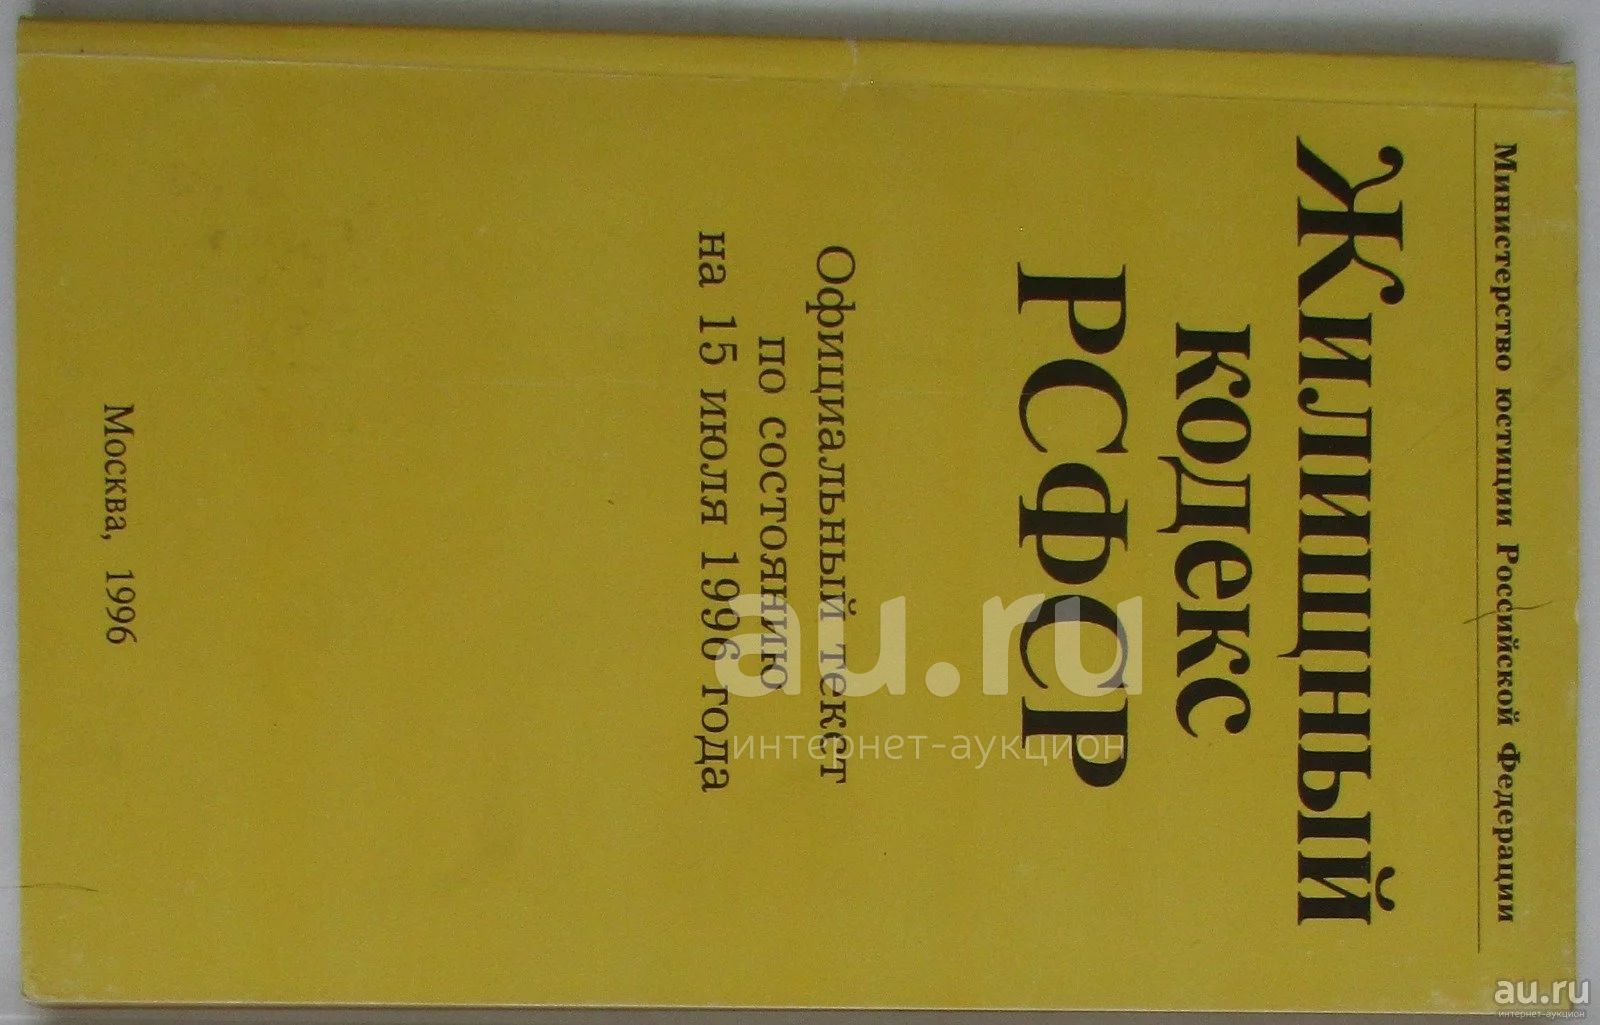 Министерство юстиции Российской Федерации
Жилищный
кодекс
РСФСР
Официальный текст
по состоянию
на 15 июля 1996 года
Москва, 1996
au.ru
интернет-аукцион
au.ru
интернет-аукцион